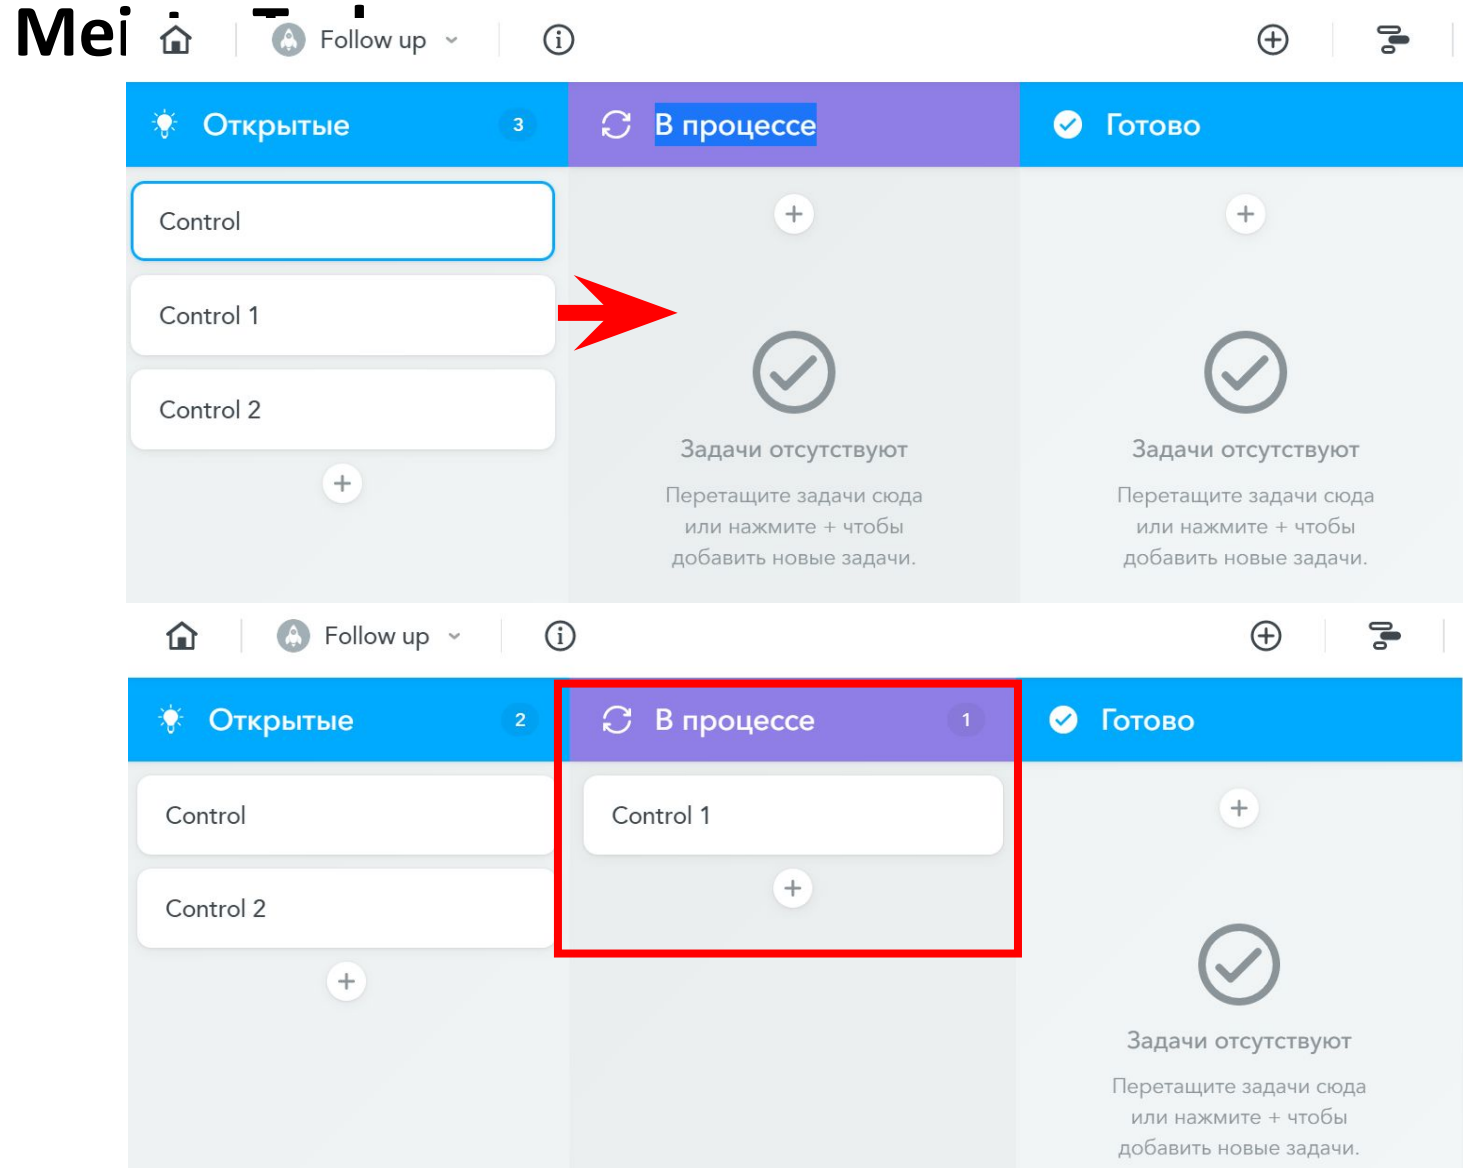 Follow up
Открытые 3
В процессе
Готово
Control
Control 1
Control 2
Задачи отсутствуют
Перетащите задачи сюда
или нажмите + чтобы
добавить новые задачи.
Задачи отсутствуют
Перетащите задачи сюда
или нажмите + чтобы
добавить новые задачи.
Follow up
Открытые 2
В процессе 1
Готово
Control
Control 2
Control 1
Задачи отсутствуют
Перетащите задачи сюда
или нажмите + чтобы
добавить новые задачи.